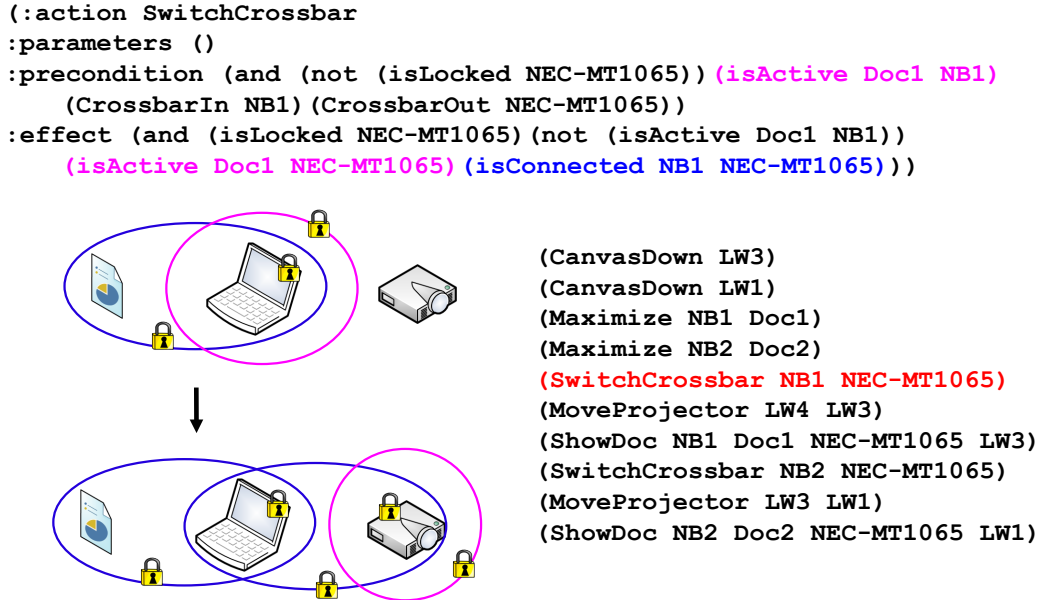 (:action SwitchCrossbar
:parameters ()
:precondition (and (not (isLocked NEC-MT1065))(isActive Doc1 NB1)
(CrossbarIn NB1)(CrossbarOut NEC-MT1065))
:effect (and (isLocked NEC-MT1065)(not (isActive Doc1 NB1))
(isActive Doc1 NEC-MT1065)(isConnected NB1 NEC-MT1065)))
(CanvasDown LW3)
(CanvasDown LW1)
(Maximize NB1 Doc1)
(Maximize NB2 Doc2)
(SwitchCrossbar NB1 NEC-MT1065)
(MoveProjector LW4 LW3)
(ShowDoc NB1 Doc1 NEC-MT1065 LW3)
(SwitchCrossbar NB2 NEC-MT1065)
(MoveProjector LW3 LW1)
(ShowDoc NB2 Doc2 NEC-MT1065 LW1)